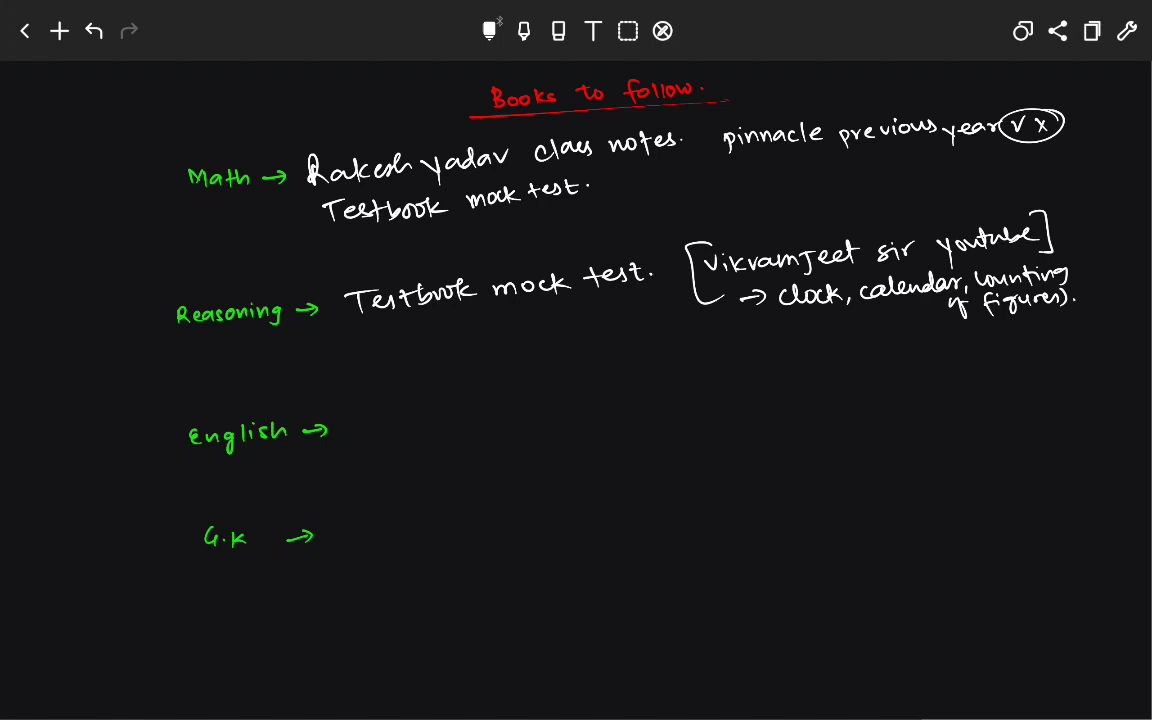 Books to follow.
Math → Rakesh Yadav class notes. pinnacle previous year ✓ x
Testbook mock test.
Reasoning → Testbook mock test. [Vikramjeet sir youtube]
→ clock, calendar, counting
of figures).
English →
G.K →